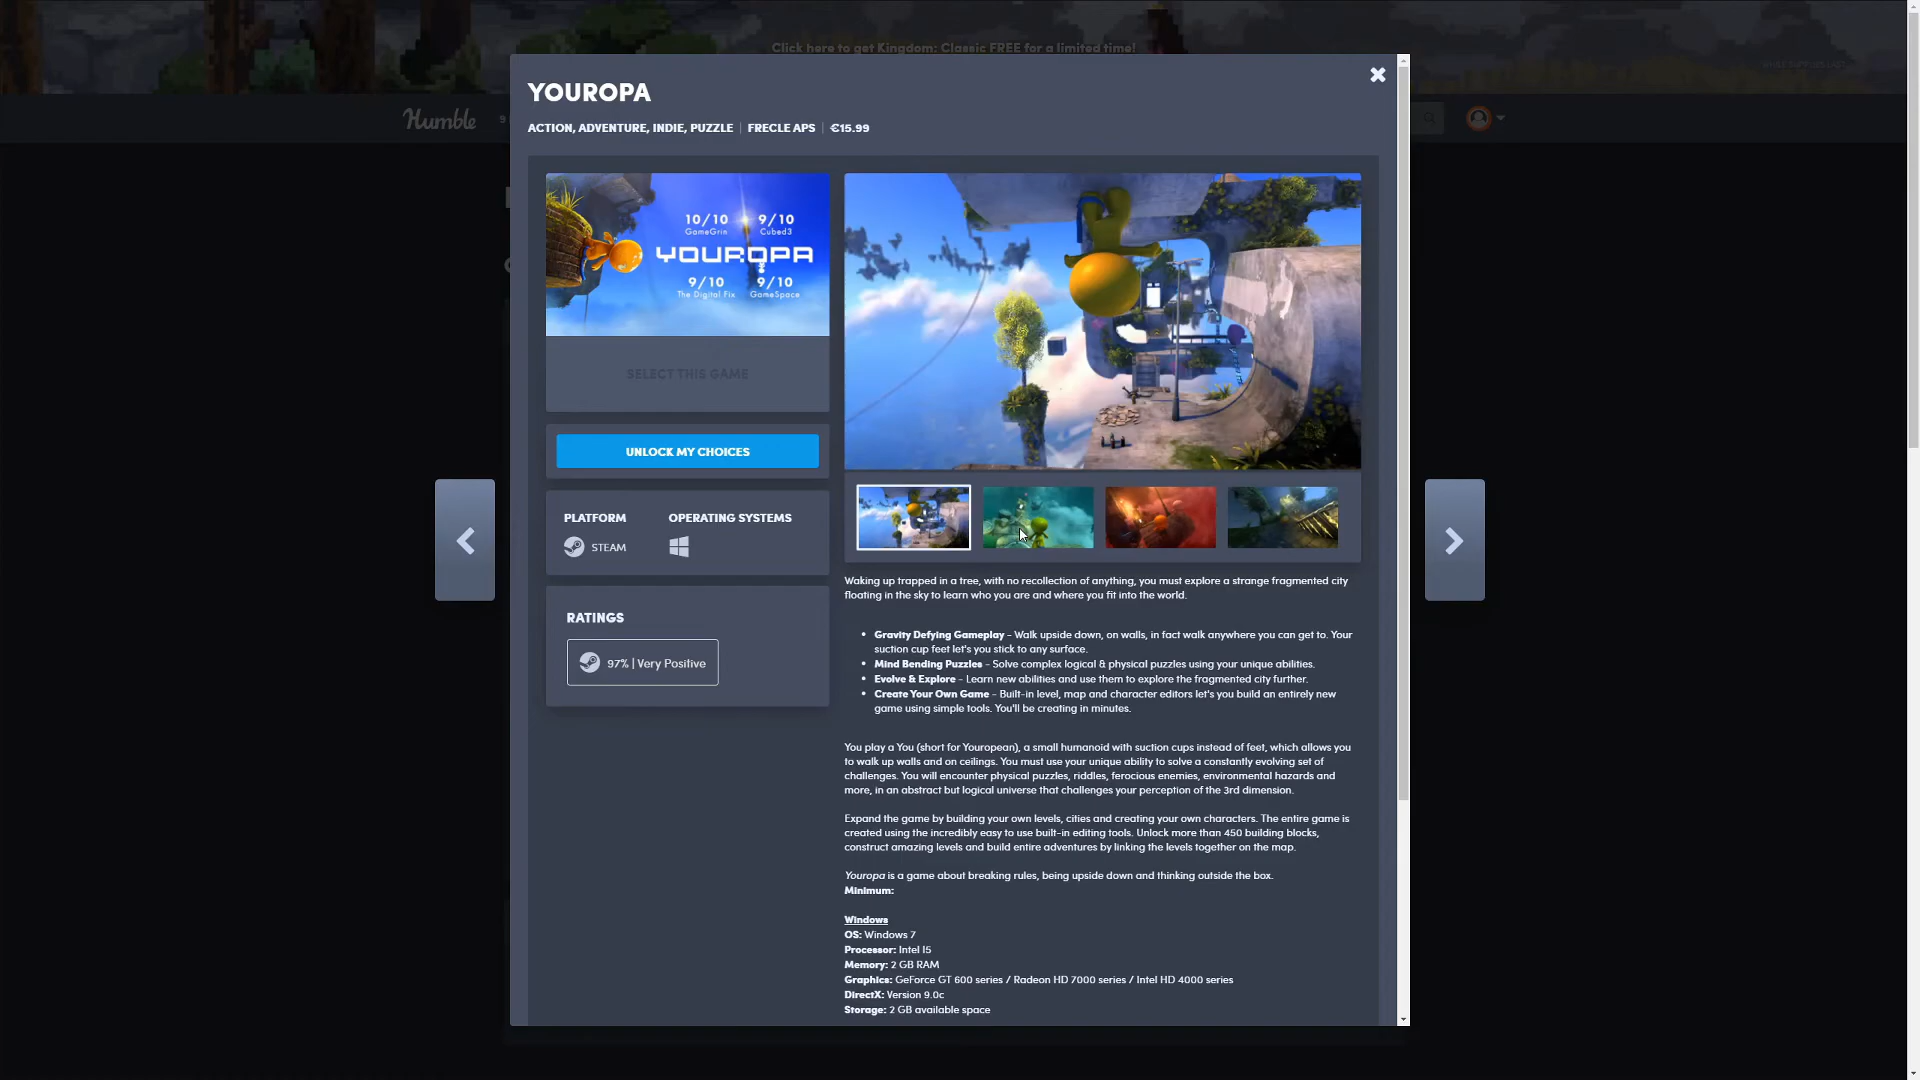 Click here to get Kingdom: Classic FREE for a limited time!
Humble
YOUROPA
ACTION, ADVENTURE, INDIE, PUZZLE | FRECLE APS | €15.99
10/10 9/10
GameGrin Cubed3
YOUROPA
9/10 9/10
The Digital Fix GameSpace
SELECT THIS GAME
UNLOCK MY CHOICES
PLATFORM OPERATING SYSTEMS
STEAM
RATINGS
97% | Very Positive
Waking up trapped in a tree, with no recollection of anything, you must explore a strange fragmented city
floating in the sky to learn who you are and where you fit into the world.
• Gravity Defying Gameplay - Walk upside down, on walls, in fact walk anywhere you can get to. Your
suction cup feet let's you stick to any surface.
• Mind Bending Puzzles - Solve complex logical & physical puzzles using your unique abilities.
• Evolve & Explore - Learn new abilities and use them to explore the fragmented city further.
• Create Your Own Game - Built-in level, map and character editors let's you build an entirely new
game using simple tools. You'll be creating in minutes.
You play a You (short for Youropean), a small humanoid with suction cups instead of feet, which allows you
to walk up walls and on ceilings. You must use your unique ability to solve a constantly evolving set of
challenges. You will encounter physical puzzles, riddles, ferocious enemies, environmental hazards and
more, in an abstract but logical universe that challenges your perception of the 3rd dimension.
Expand the game by building your own levels, cities and creating your own characters. The entire game is
created using the incredibly easy to use built-in editing tools. Unlock more than 450 building blocks,
construct amazing levels and build entire adventures by linking the levels together on the map.
Youropa is a game about breaking rules, being upside down and thinking outside the box.
Minimum:
Windows
OS: Windows 7
Processor: Intel I5
Memory: 2 GB RAM
Graphics: GeForce GT 600 series / Radeon HD 7000 series / Intel HD 4000 series
DirectX: Version 9.0c
Storage: 2 GB available space